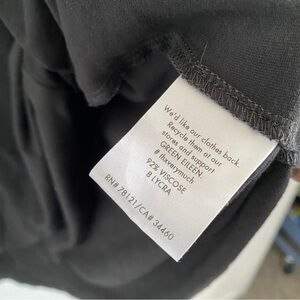 We'd like our clothes back.
Recycle them at our
stores and support
GREEN EILEEN
# theverymuch
92% VISCOSE
8 LYCRA
RN# 78121/CA# 34460